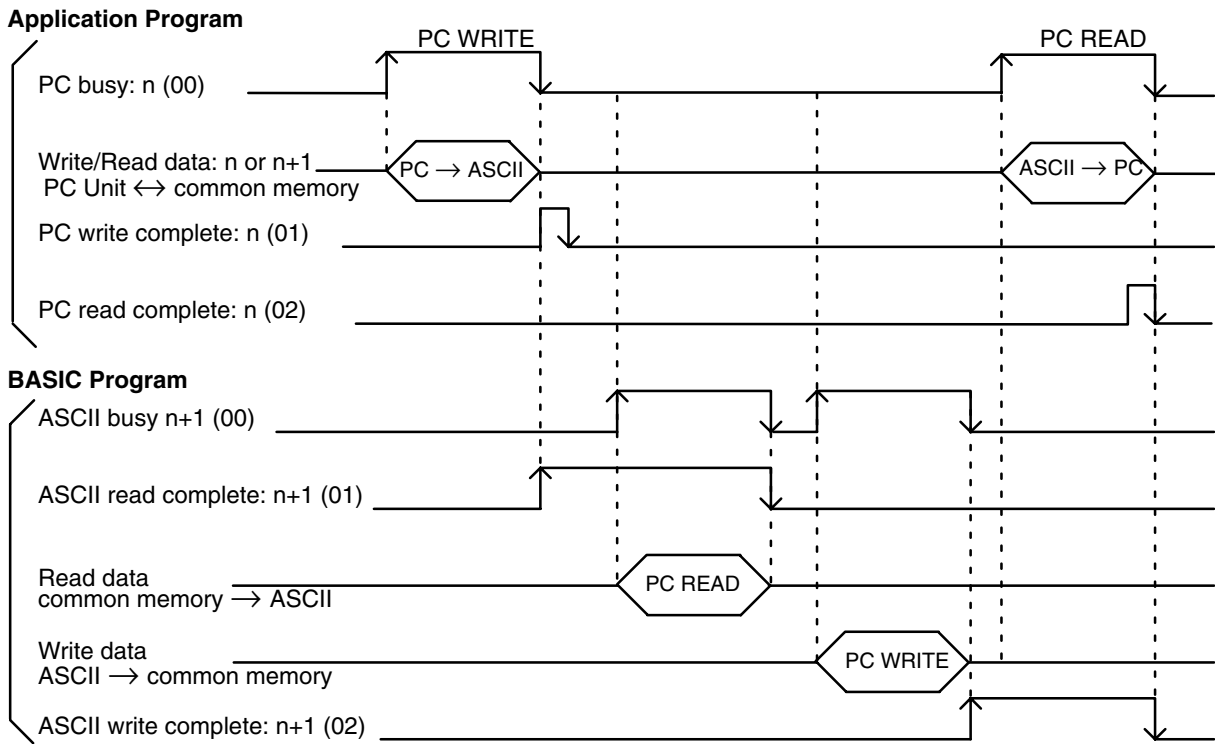 Application Program
PC WRITE
PC READ
PC busy: n (00)
Write/Read data: n or n+1
PC Unit ↔ common memory
PC → ASCII
ASCII → PC
PC write complete: n (01)
PC read complete: n (02)
BASIC Program
ASCII busy n+1 (00)
ASCII read complete: n+1 (01)
Read data
common memory → ASCII
PC READ
Write data
ASCII → common memory
PC WRITE
ASCII write complete: n+1 (02)